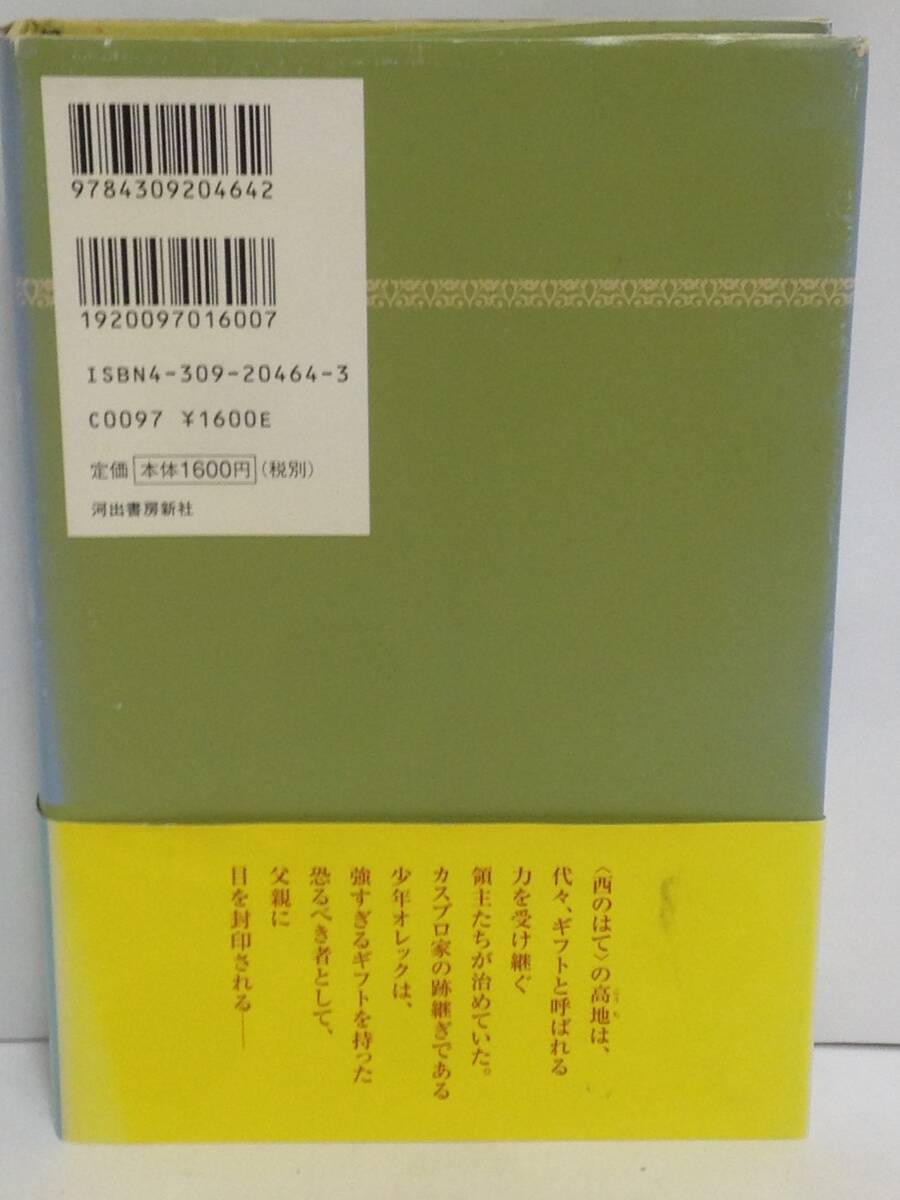 9784309204642
1920097016007
ISBN4-309-20464-3
C0097 ¥1600E
定価 本体1600円(税別)
河出書房新社
〈西のはて〉の高地は、
代々、ギフトと呼ばれる
力を受け継ぐ
領主たちが治めていた。
カスプロ家の跡継ぎである
少年オレックは、
強すぎるギフトを持った
恐るべき者として、
父親に
目を封印される――